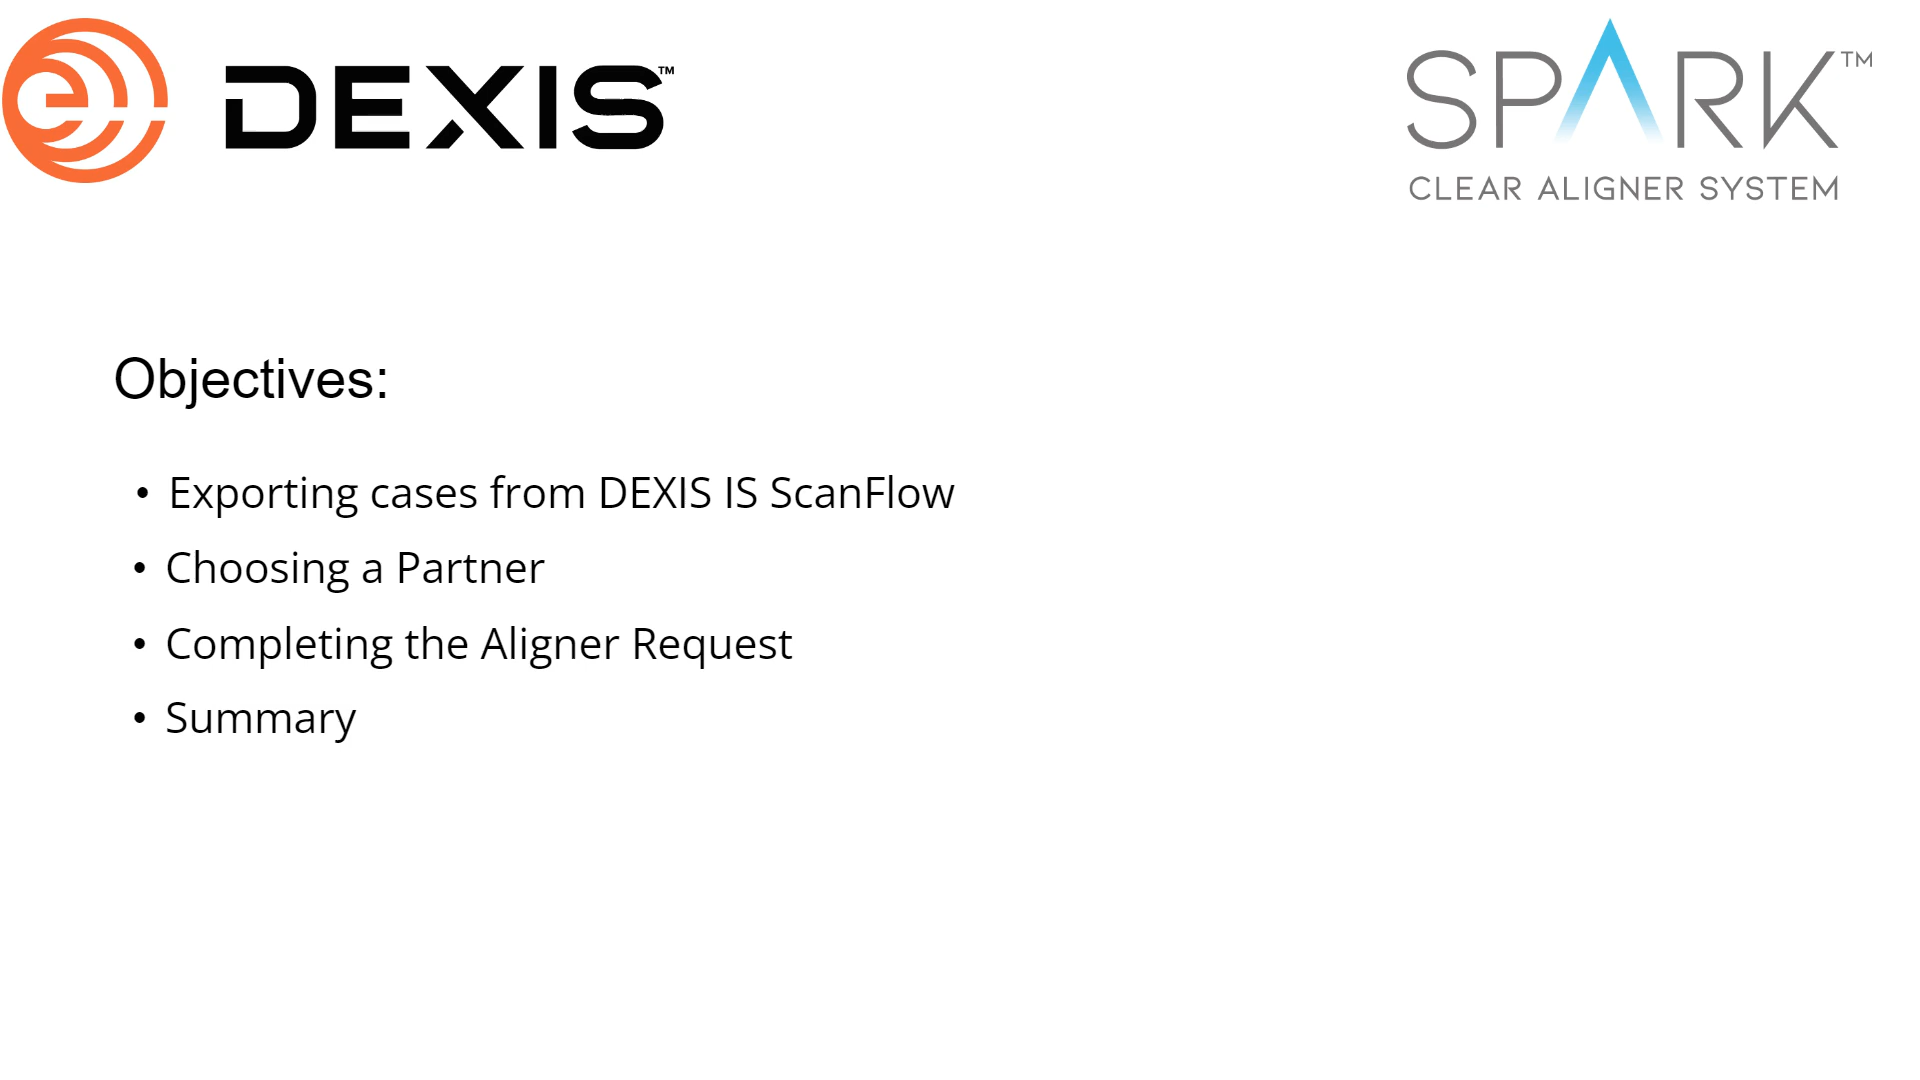 DEXIS™
SPARK™
CLEAR ALIGNER SYSTEM
Objectives:
• Exporting cases from DEXIS IS ScanFlow
• Choosing a Partner
• Completing the Aligner Request
• Summary